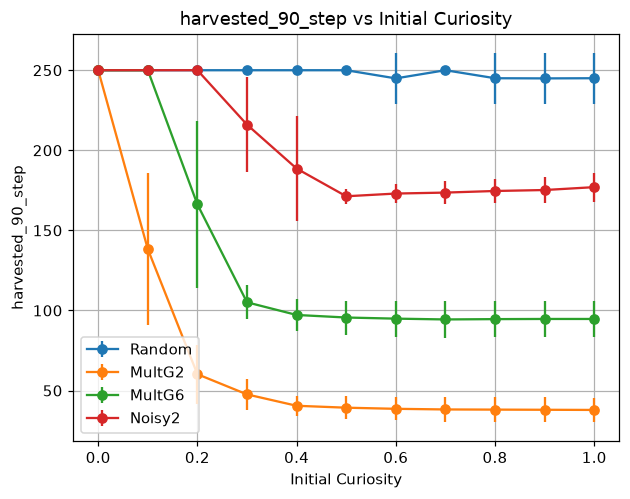 harvested_90_step vs Initial Curiosity
harvested_90_step
250
200
150
100
50
Random
MultG2
MultG6
Noisy2
0.0 0.2 0.4 0.6 0.8 1.0
Initial Curiosity